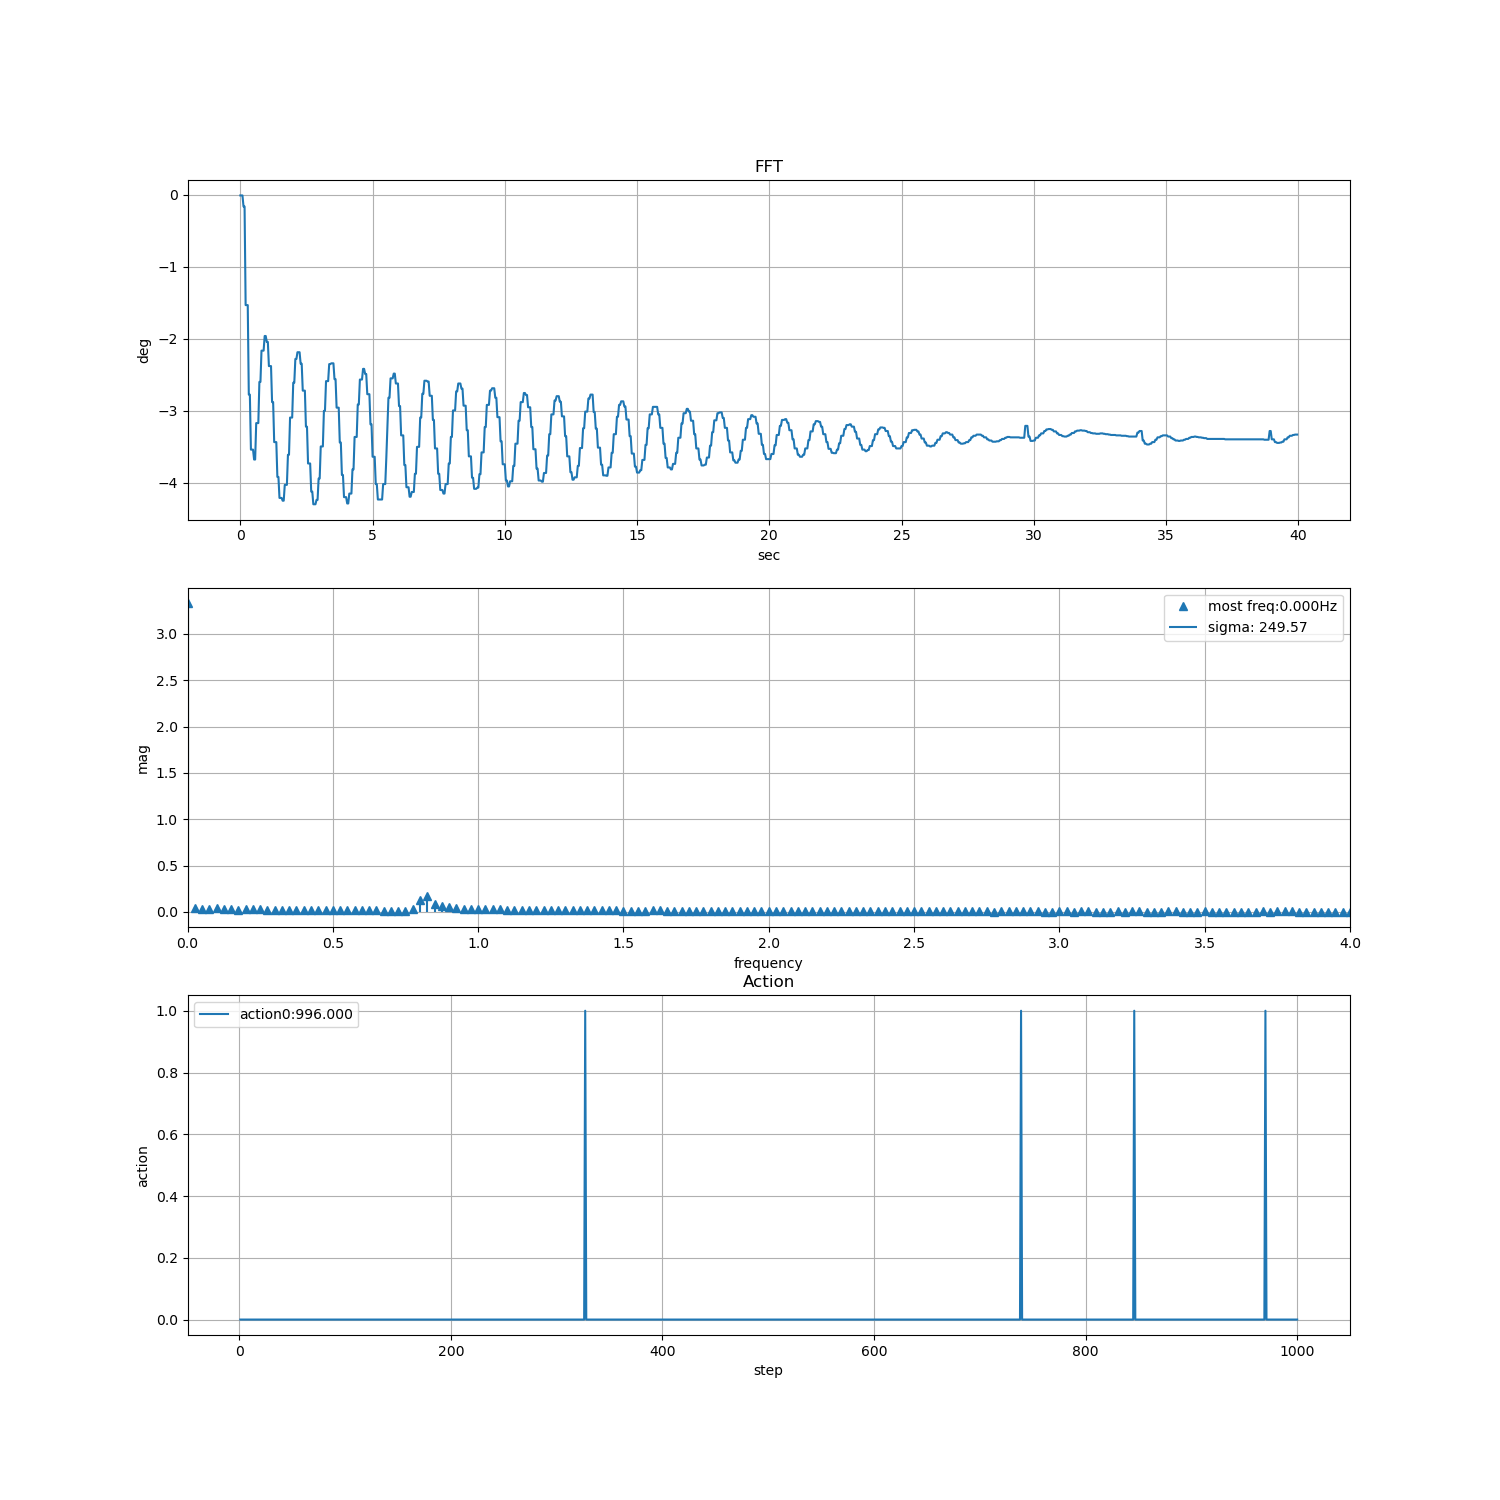 FFT
0
−1
−2
−3
−4
deg
0 5 10 15 20 25 30 35 40
sec
most freq:0.000Hz
sigma: 249.57
3.0
2.5
2.0
1.5
1.0
0.5
0.0
mag
0.0 0.5 1.0 1.5 2.0 2.5 3.0 3.5 4.0
frequency
Action
action0:996.000
1.0
0.8
0.6
0.4
0.2
0.0
action
0 200 400 600 800 1000
step